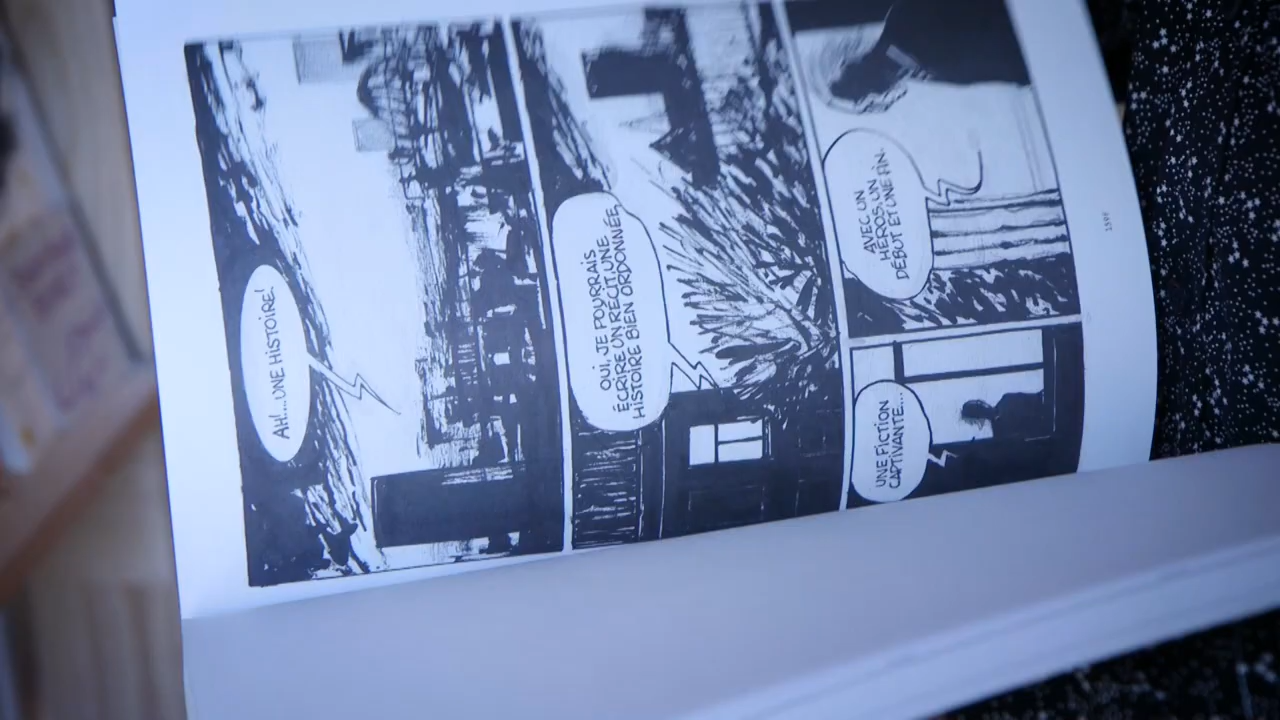 AH!...UNE HISTOIRE!
OUI, JE POURRAIS
ÉCRIRE UN RÉCIT, UNE
HISTOIRE BIEN ORDONNÉE,
UNE FICTION
CAPTIVANTE...
AVEC UN
HÉROS, UN
DÉBUT ET UNE FIN.